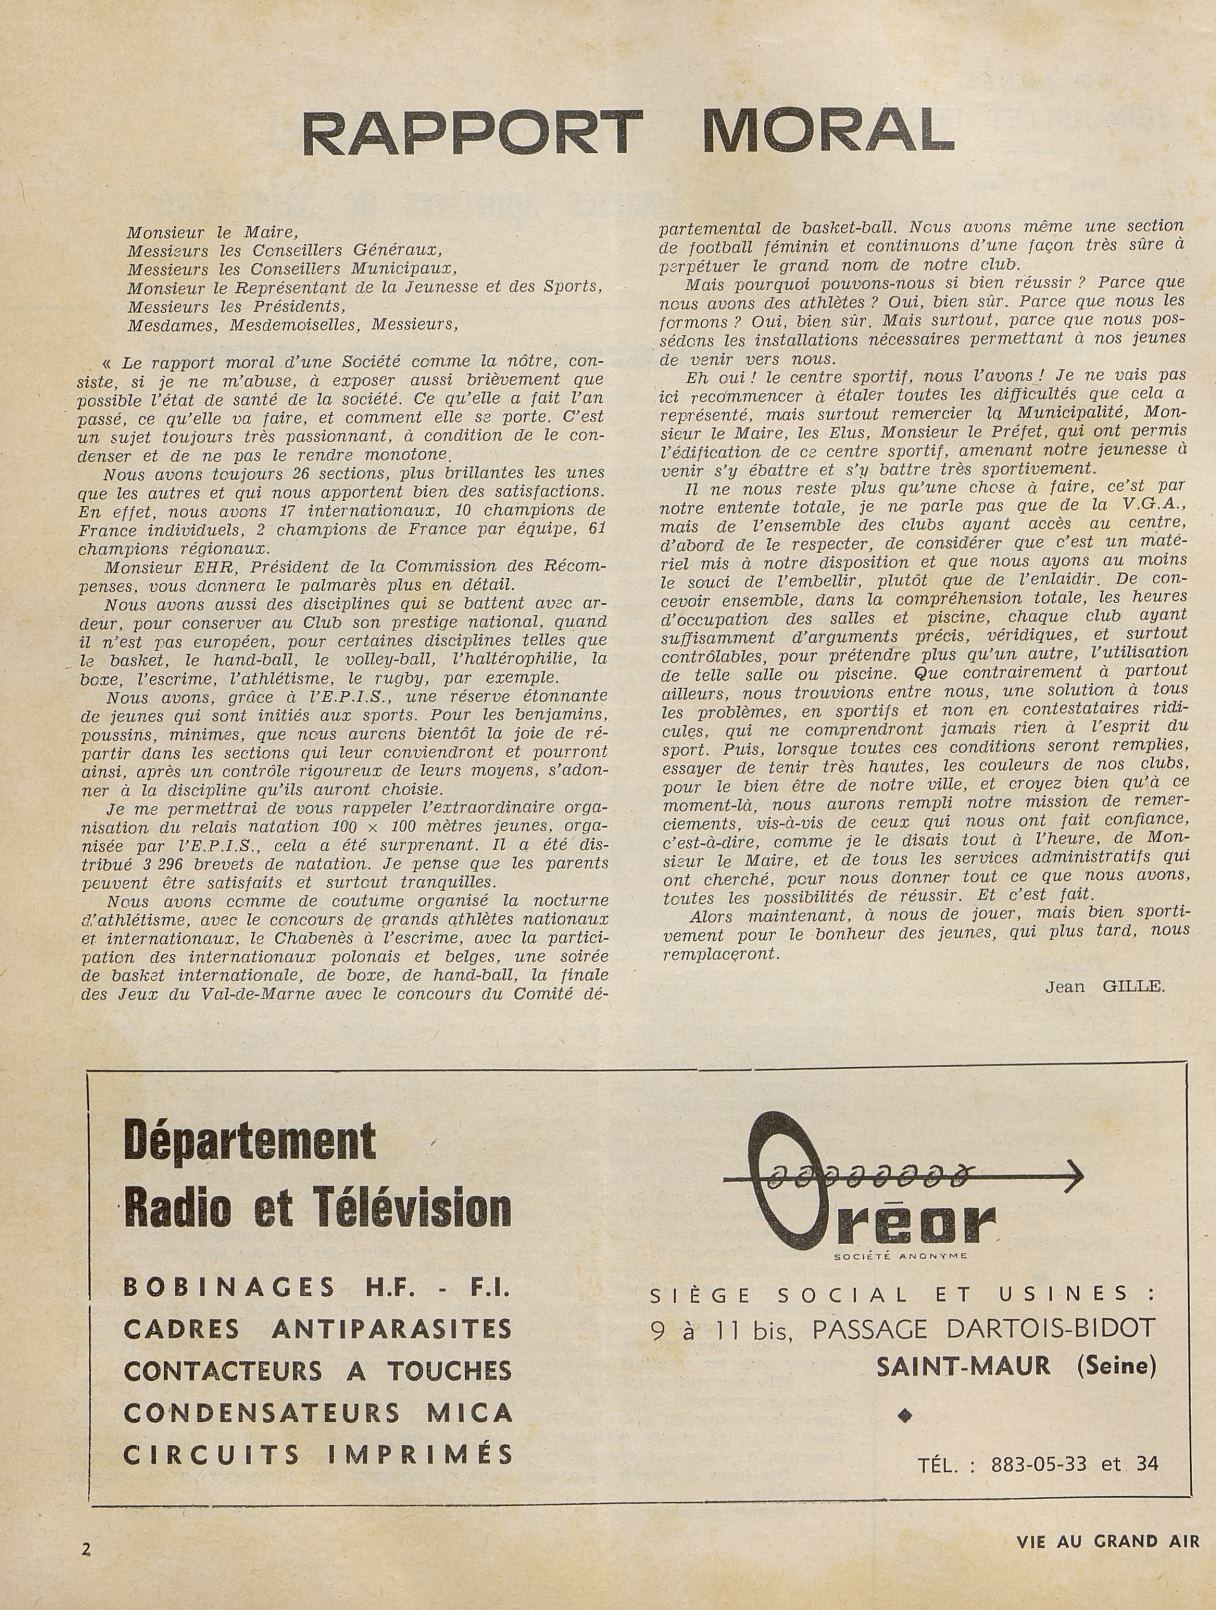 RAPPORT MORAL
Monsieur le Maire,
Messieurs les Conseillers Généraux,
Messieurs les Conseillers Municipaux,
Monsieur le Représentant de la Jeunesse et des Sports,
Messieurs les Présidents,
Mesdames, Mesdemoiselles, Messieurs,
« Le rapport moral d'une Société comme la nôtre, con-
siste, si je ne m'abuse, à exposer aussi brièvement que
possible l'état de santé de la société. Ce qu'elle a fait l'an
passé, ce qu'elle va faire, et comment elle se porte. C'est
un sujet toujours très passionnant, à condition de le con-
denser et de ne pas le rendre monotone.
Nous avons toujours 26 sections, plus brillantes les unes
que les autres et qui nous apportent bien des satisfactions.
En effet, nous avons 17 internationaux, 10 champions de
France individuels, 2 champions de France par équipe, 61
champions régionaux.
Monsieur EHR, Président de la Commission des Récom-
penses, vous donnera le palmarès plus en détail.
Nous avons aussi des disciplines qui se battent avec ar-
deur, pour conserver au Club son prestige national, quand
il n'est pas européen, pour certaines disciplines telles que
le basket, le hand-ball, le volley-ball, l'haltérophilie, la
boxe, l'escrime, l'athlétisme, le rugby, par exemple.
Nous avons, grâce à l'E.P.I.S., une réserve étonnante
de jeunes qui sont initiés aux sports. Pour les benjamins,
poussins, minimes, que nous aurons bientôt la joie de ré-
partir dans les sections qui leur conviendront et pourront
ainsi, après un contrôle rigoureux de leurs moyens, s'adon-
ner à la discipline qu'ils auront choisie.
Je me permettrai de vous rappeler l'extraordinaire orga-
nisation du relais natation 100 × 100 mètres jeunes, orga-
nisée par l'E.P.I.S., cela a été surprenant. Il a été dis-
tribué 3 296 brevets de natation. Je pense que les parents
peuvent être satisfaits et surtout tranquilles.
Nous avons comme de coutume organisé la nocturne
d'athlétisme, avec le concours de grands athlètes nationaux
et internationaux, le Chabenès à l'escrime, avec la partici-
pation des internationaux polonais et belges, une soirée
de basket internationale, de boxe, de hand-ball, la finale
des Jeux du Val-de-Marne avec le concours du Comité dé-
partemental de basket-ball. Nous avons même une section
de football féminin et continuons d'une façon très sûre à
perpétuer le grand nom de notre club.
Mais pourquoi pouvons-nous si bien réussir ? Parce que
nous avons des athlètes ? Oui, bien sûr. Parce que nous les
formons ? Oui, bien sûr. Mais surtout, parce que nous pos-
sédons les installations nécessaires permettant à nos jeunes
de venir vers nous.
Eh oui ! le centre sportif, nous l'avons ! Je ne vais pas
ici recommencer à étaler toutes les difficultés que cela a
représenté, mais surtout remercier la Municipalité, Mon-
sieur le Maire, les Elus, Monsieur le Préfet, qui ont permis
l'édification de ce centre sportif, amenant notre jeunesse à
venir s'y ébattre et s'y battre très sportivement.
Il ne nous reste plus qu'une chose à faire, ce'st par
notre entente totale, je ne parle pas que de la V.G.A.,
mais de l'ensemble des clubs ayant accès au centre,
d'abord de le respecter, de considérer que c'est un maté-
riel mis à notre disposition et que nous ayons au moins
le souci de l'embellir, plutôt que de l'enlaidir. De con-
cevoir ensemble, dans la compréhension totale, les heures
d'occupation des salles et piscine, chaque club ayant
suffisamment d'arguments précis, véridiques, et surtout
contrôlables, pour prétendre plus qu'un autre, l'utilisation
de telle salle ou piscine. Que contrairement à partout
ailleurs, nous trouvions entre nous, une solution à tous
les problèmes, en sportifs et non en contestataires ridi-
cules, qui ne comprendront jamais rien à l'esprit du
sport. Puis, lorsque toutes ces conditions seront remplies,
essayer de tenir très hautes, les couleurs de nos clubs,
pour le bien être de notre ville, et croyez bien qu'à ce
moment-là, nous aurons rempli notre mission de remer-
ciements, vis-à-vis de ceux qui nous ont fait confiance,
c'est-à-dire, comme je le disais tout à l'heure, de Mon-
sieur le Maire, et de tous les services administratifs qui
ont cherché, pour nous donner tout ce que nous avons,
toutes les possibilités de réussir. Et c'est fait.
Alors maintenant, à nous de jouer, mais bien sporti-
vement pour le bonheur des jeunes, qui plus tard, nous
remplaceront.
Jean GILLE.
Département
Radio et Télévision
BOBINAGES H.F. - F.I.
CADRES ANTIPARASITES
CONTACTEURS A TOUCHES
CONDENSATEURS MICA
CIRCUITS IMPRIMÉS
Oréor
SOCIÉTÉ ANONYME
SIÈGE SOCIAL ET USINES :
9 à 11 bis, PASSAGE DARTOIS-BIDOT
SAINT-MAUR (Seine)
◆
TÉL. : 883-05-33 et 34
2
VIE AU GRAND AIR